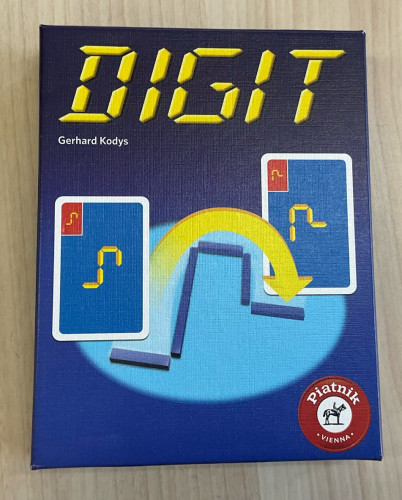 DIGIT
Gerhard Kodys
Piatnik
• VIENNA •